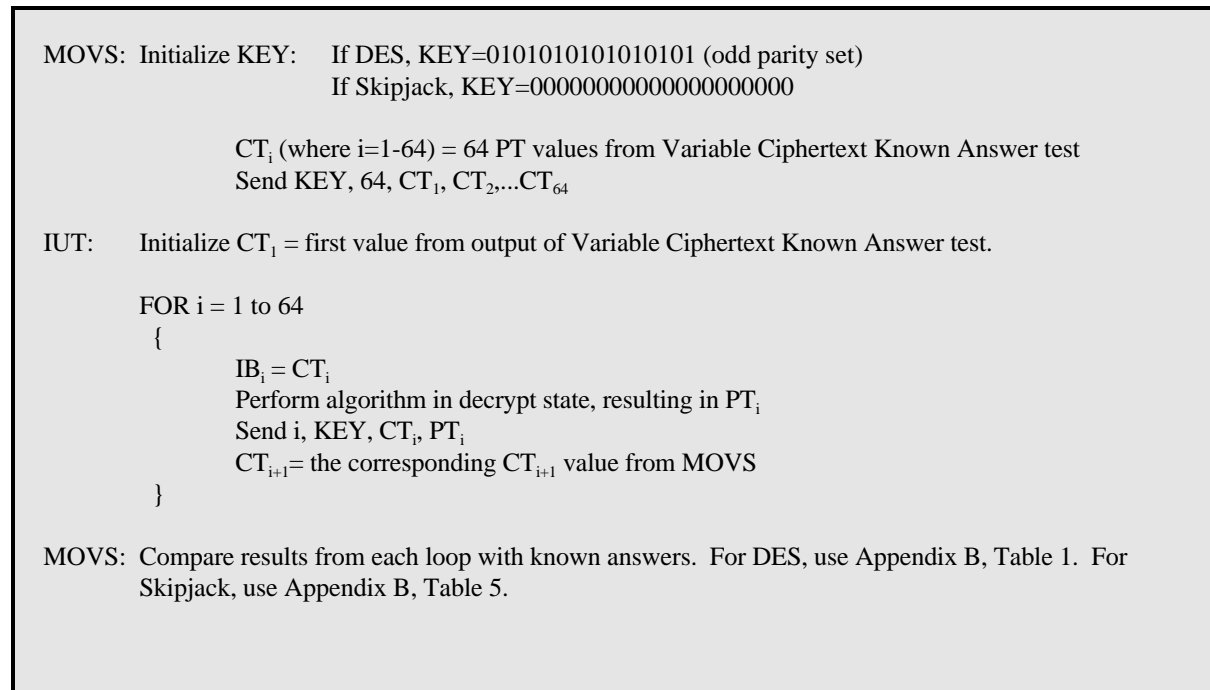 MOVS: Initialize KEY: If DES, KEY=0101010101010101 (odd parity set)
If Skipjack, KEY=00000000000000000000
CTi (where i=1-64) = 64 PT values from Variable Ciphertext Known Answer test
Send KEY, 64, CT1, CT2,...CT64
IUT: Initialize CT1 = first value from output of Variable Ciphertext Known Answer test.
FOR i = 1 to 64
{
IBi = CTi
Perform algorithm in decrypt state, resulting in PTi
Send i, KEY, CTi, PTi
CTi+1= the corresponding CTi+1 value from MOVS
}
MOVS: Compare results from each loop with known answers. For DES, use Appendix B, Table 1. For
Skipjack, use Appendix B, Table 5.